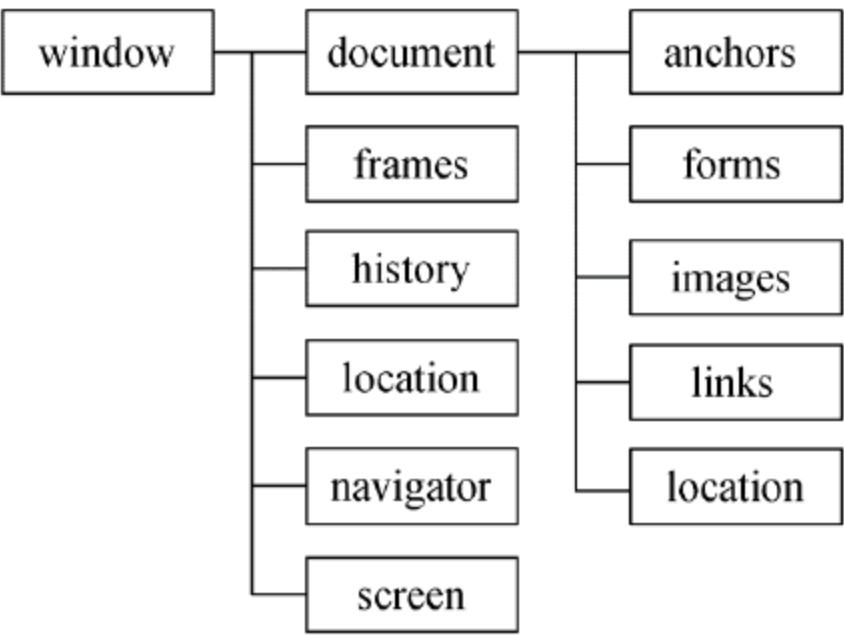 window
document
anchors
frames
forms
history
images
location
links
navigator
location
screen